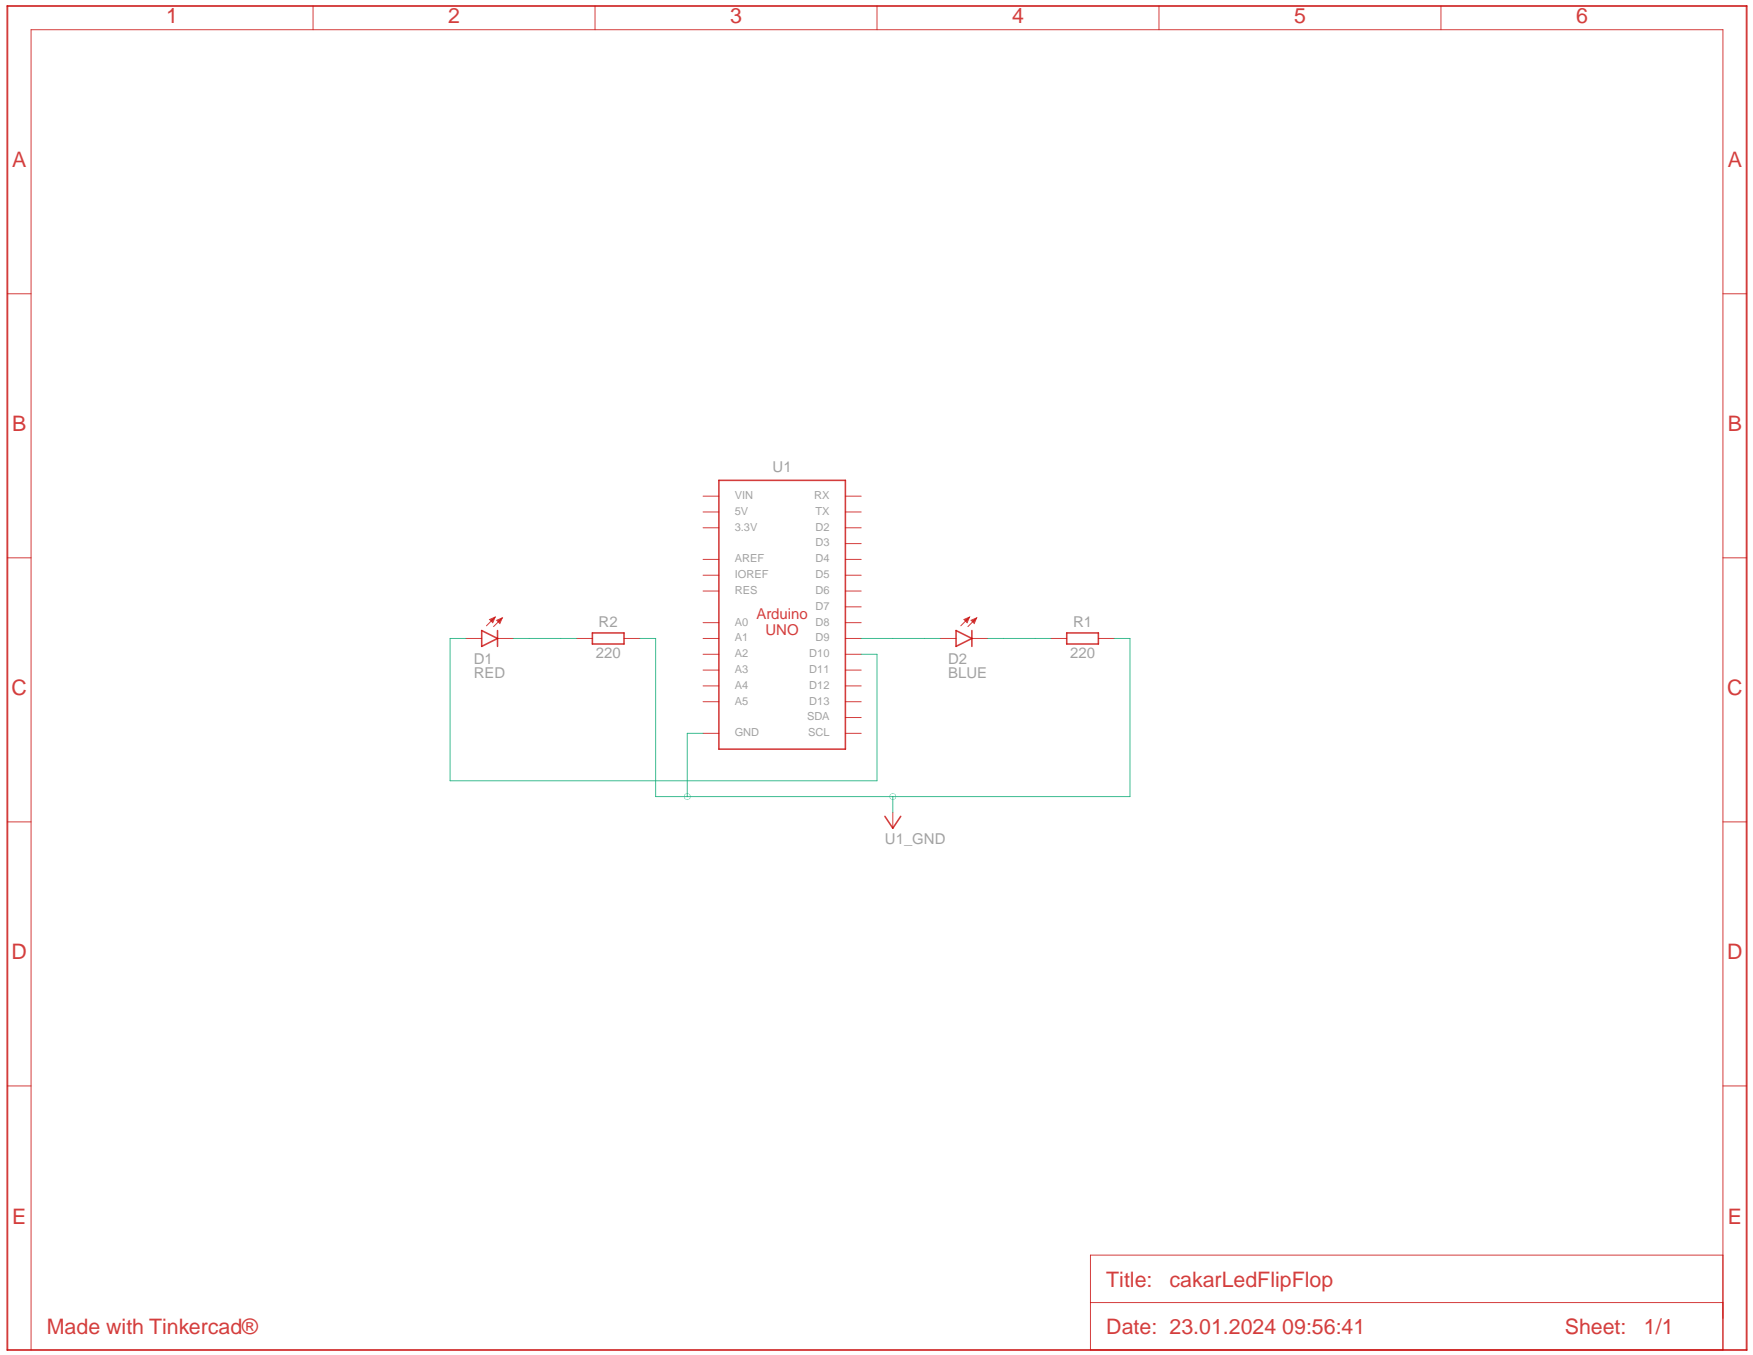 1 2 3 4 5 6
A A
B B
U1
VIN RX
5V TX
3.3V D2
D3
AREF D4
IOREF D5
RES D6
D7
Arduino
UNO
A0 D8
A1 D9
A2 D10
A3 D11
A4 D12
A5 D13
SDA
GND SCL
D1
RED
R2
220
D2
BLUE
R1
220
C C
U1_GND
D D
E E
Title: cakarLedFlipFlop
Made with Tinkercad®
Date: 23.01.2024 09:56:41 Sheet: 1/1